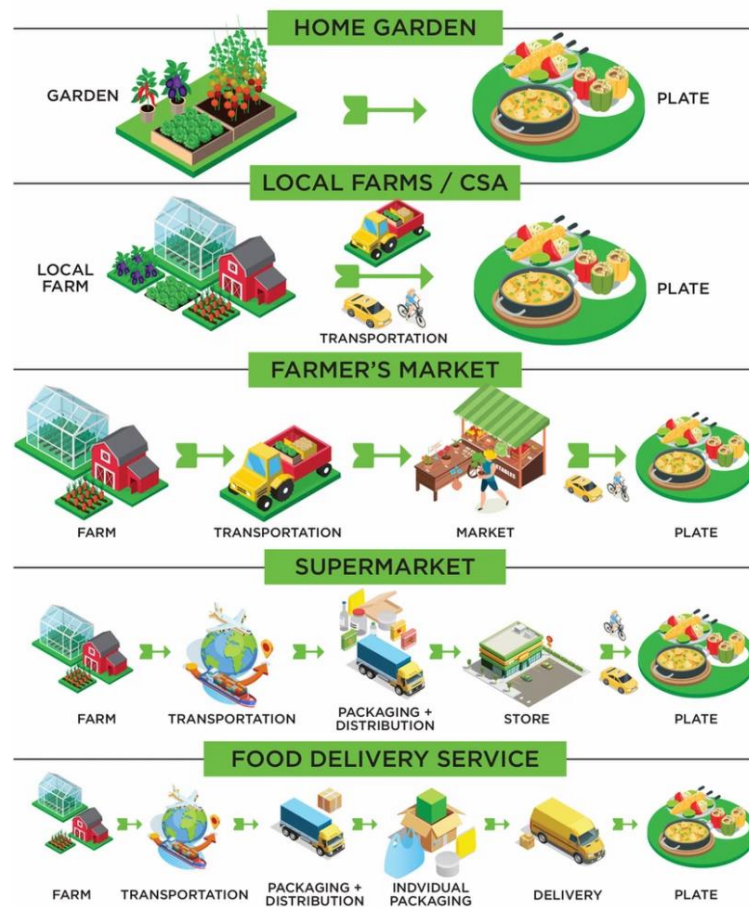 HOME GARDEN
GARDEN
PLATE
LOCAL FARMS / CSA
LOCAL
FARM
TRANSPORTATION
PLATE
FARMER'S MARKET
FARM
TRANSPORTATION
MARKET
PLATE
SUPERMARKET
FARM
TRANSPORTATION
PACKAGING +
DISTRIBUTION
STORE
PLATE
FOOD DELIVERY SERVICE
FARM
TRANSPORTATION
PACKAGING +
DISTRIBUTION
INDVIDUAL
PACKAGING
DELIVERY
PLATE